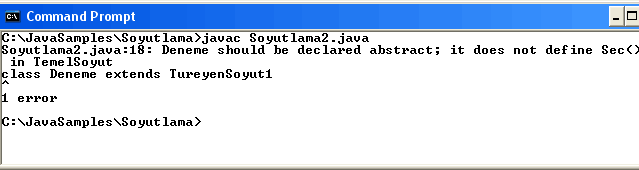 Command Prompt
C:\JavaSamples\Soyutlama>javac Soyutlama2.java
Soyutlama2.java:18: Deneme should be declared abstract; it does not define Sec()
 in TemelSoyut
class Deneme extends TureyenSoyut1
^
1 error
C:\JavaSamples\Soyutlama>